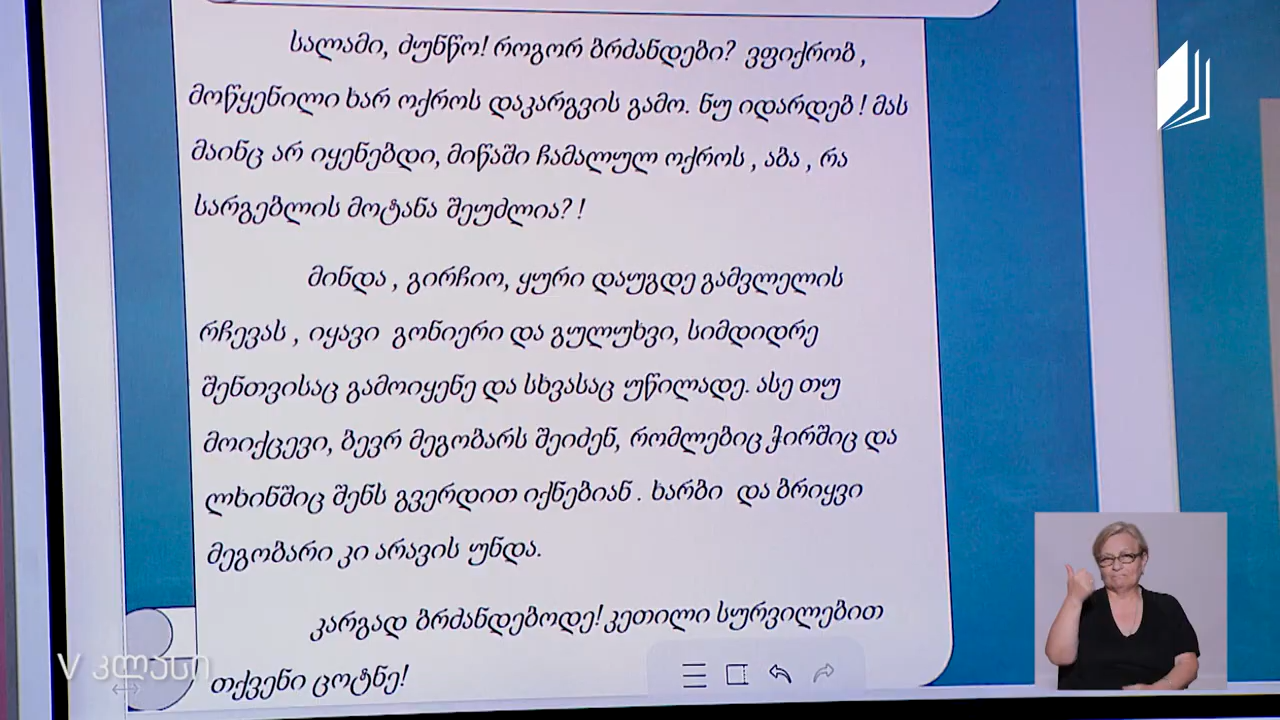 სალამი, ძუნწო! როგორ ბრძანდები? ვფიქრობ ,
მოწყენილი ხარ ოქროს დაკარგვის გამო. ნუ იდარდებ ! მას
მაინც არ იყენებდი, მიწაში ჩამალულ ოქროს , აბა , რა
სარგებლის მოტანა შეუძლია? !
მინდა , გირჩიო, ყური დაუგდე გამვლელის
რჩევას , იყავი გონიერი და გულუხვი, სიმდიდრე
შენთვისაც გამოიყენე და სხვასაც უწილადე. ასე თუ
მოიქცევი, ბევრ მეგობარს შეიძენ, რომლებიც ჭირშიც და
ლხინშიც შენს გვერდით იქნებიან . ხარბი და ბრიყვი
მეგობარი კი არავის უნდა.
კარგად ბრძანდებოდე! კეთილი სურვილებით
თქვენი ცოტნე!
V კლასი